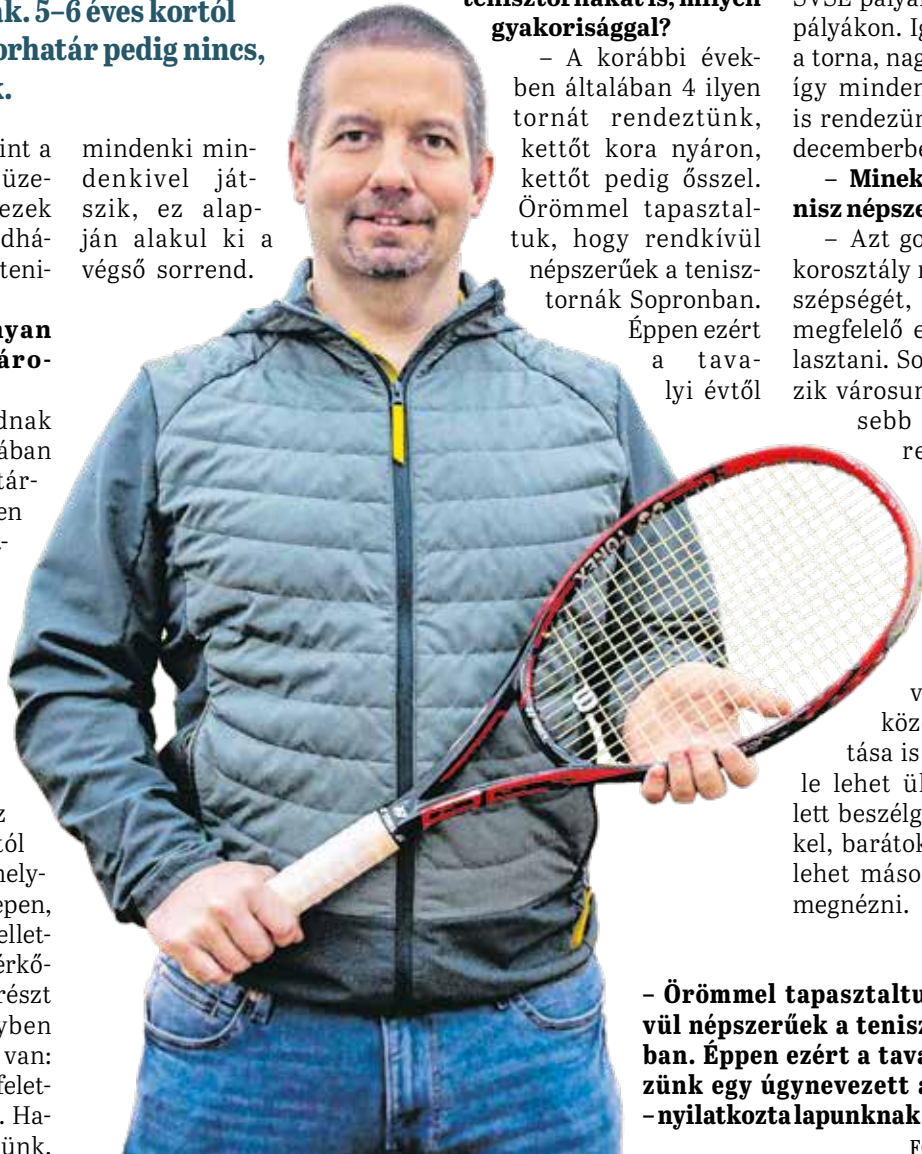 ak. 5–6 éves kortól
orhatár pedig nincs,
k.
int a
üze-
ezek
dhá-
teni-
nyan
áro-
dnak
ában
tár-
en
z
tól
hely-
epen,
ellet-
érkő-
részt
yben
van:
felet-
. Ha-
ünk,
mindenki min-
denkivel ját-
szik, ez alap-
ján alakul ki a
végső sorrend.
tenisztornákat is, milyen
gyakorisággal?
– A korábbi évek-
ben általában 4 ilyen
tornát rendeztünk,
kettőt kora nyáron,
kettőt pedig ősszel.
Örömmel tapasztal-
tuk, hogy rendkívül
népszerűek a tenisz-
tornák Sopronban.
Éppen ezért
a tava-
lyi évtől
SVSE pályá
pályákon. Ig
a torna, nag
így minden
is rendezün
decemberbe
– Minek
nisz népsze
– Azt go
korosztály
szépségét,
megfelelő e
lasztani. So
zik városun
sebb
re
v
köz
tása is
le lehet ül
lett beszélg
kel, barátok
lehet máso
megnézni.
– Örömmel tapasztaltu
vül népszerűek a tenisz
ban. Éppen ezért a tava
zünk egy úgynevezett a
– nyilatkozta lapunknak
YONEX